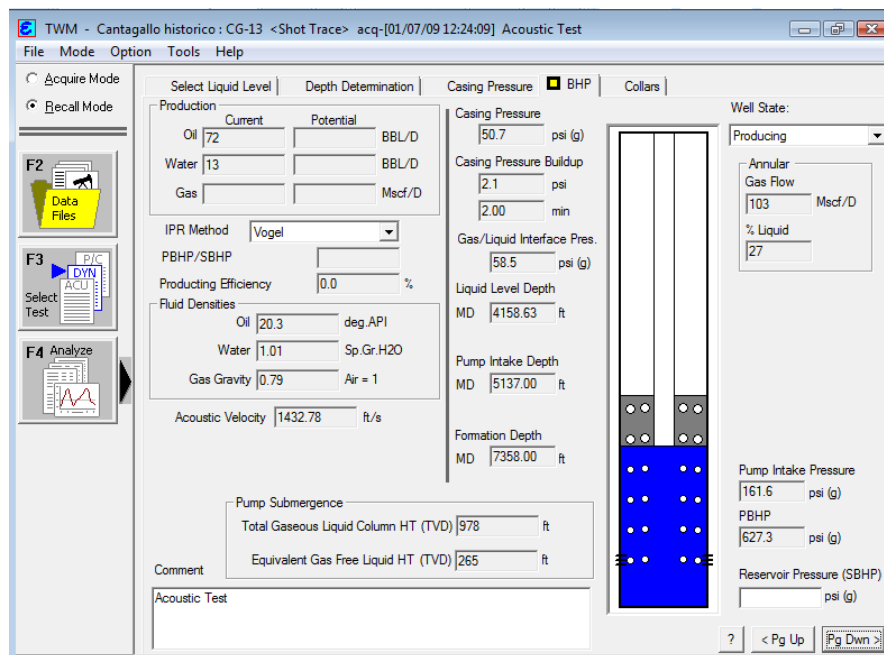 TWM - Cantagallo historico : CG-13 <Shot Trace> acq-[01/07/09 12:24:09] Acoustic Test
File Mode Option Tools Help
Acquire Mode
Recall Mode
F2
Data
Files
F3
P/C
DYN
ACU
Select
Test
F4 Analyze
Select Liquid Level
Depth Determination
Casing Pressure
BHP
Collars
Production
Current Potential
Oil 72 BBL/D
Water 13 BBL/D
Gas Mscf/D
IPR Method Vogel
PBHP/SBHP
Producting Efficiency 0.0 %
Fluid Densities
Oil 20.3 deg.API
Water 1.01 Sp.Gr.H2O
Gas Gravity 0.79 Air = 1
Acoustic Velocity 1432.78 ft/s
Casing Pressure
50.7 psi (g)
Casing Pressure Buildup
2.1 psi
2.00 min
Gas/Liquid Interface Pres.
58.5 psi (g)
Liquid Level Depth
MD 4158.63 ft
Pump Intake Depth
MD 5137.00 ft
Formation Depth
MD 7358.00 ft
Well State:
Producing
Annular
Gas Flow
103 Mscf/D
% Liquid
27
Pump Intake Pressure
161.6 psi (g)
PBHP
627.3 psi (g)
Reservoir Pressure (SBHP)
psi (g)
Pump Submergence
Total Gaseous Liquid Column HT (TVD) 978 ft
Equivalent Gas Free Liquid HT (TVD) 265 ft
Comment
Acoustic Test
? < Pg Up Pg Dwn >